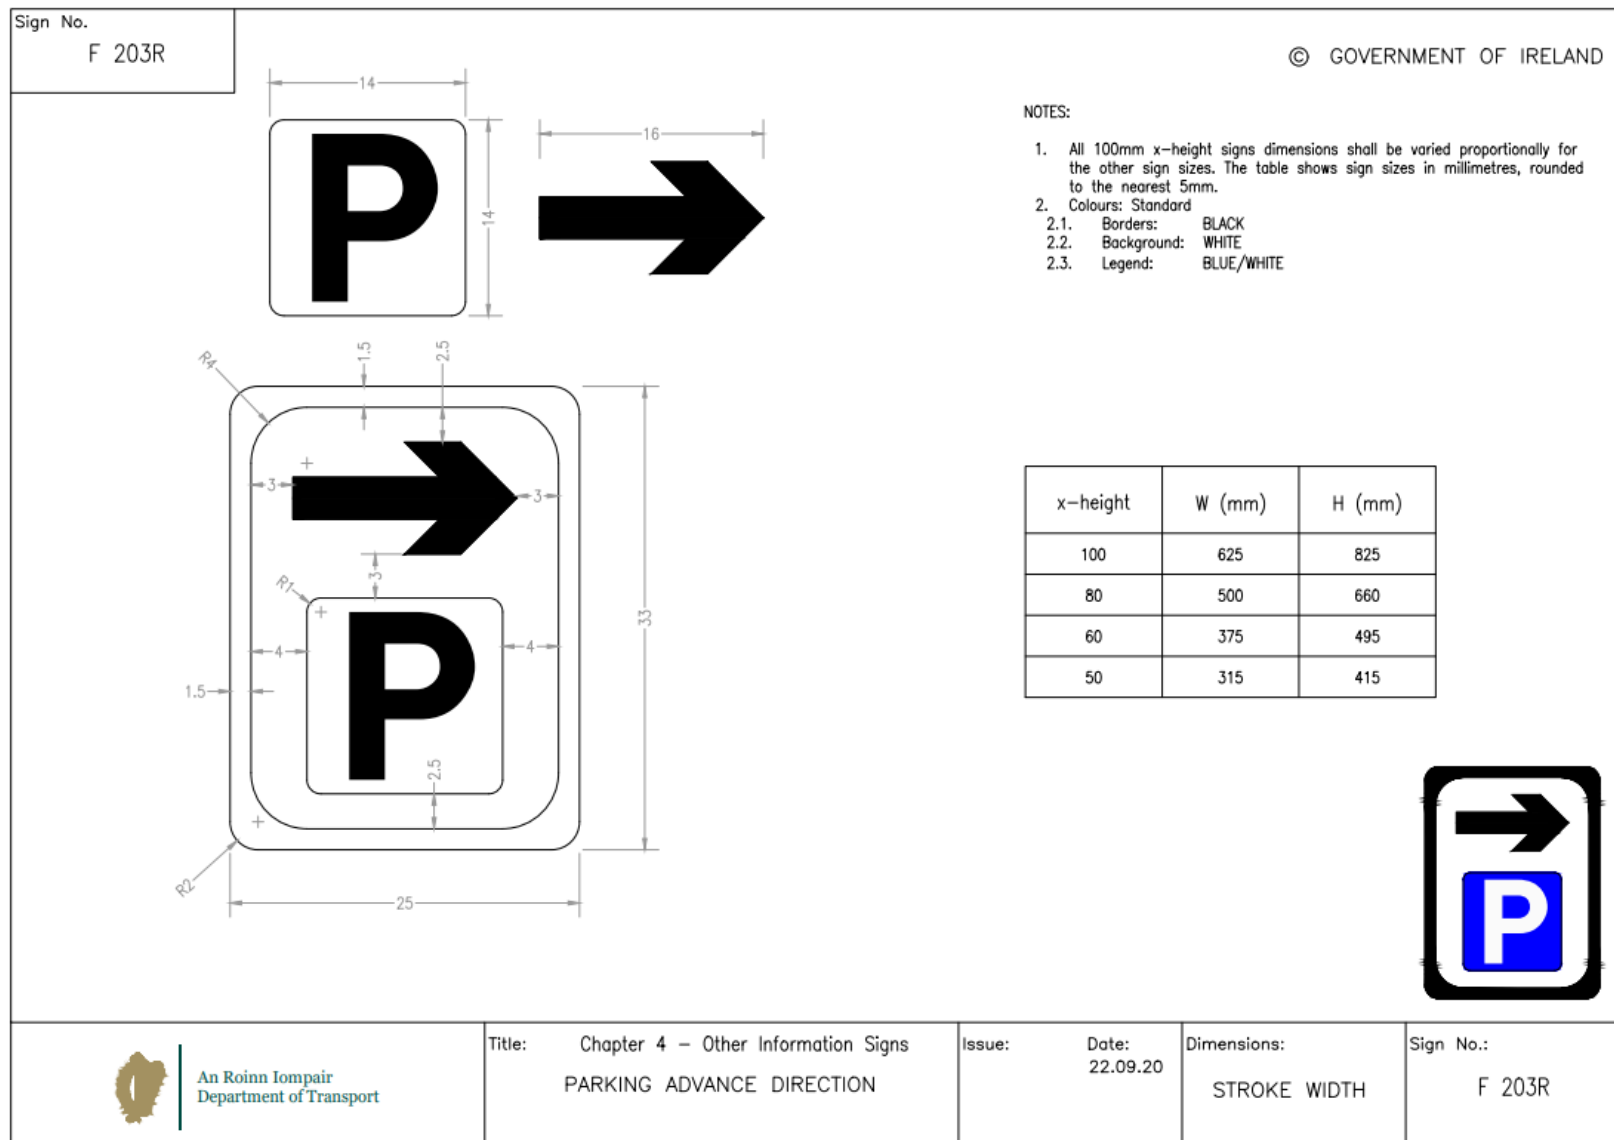 Sign No.
F 203R
© GOVERNMENT OF IRELAND
14
14
16
P
NOTES:
1. All 100mm x-height signs dimensions shall be varied proportionally for
the other sign sizes. The table shows sign sizes in millimetres, rounded
to the nearest 5mm.
2. Colours: Standard
2.1. Borders: BLACK
2.2. Background: WHITE
2.3. Legend: BLUE/WHITE
R4
1.5
2.5
3
3
3
R1
P
4
4
33
1.5
2.5
R2
25
x-height W (mm) H (mm)
100 625 825
80 500 660
60 375 495
50 315 415
P
An Roinn Iompair
Department of Transport
Title: Chapter 4 - Other Information Signs
PARKING ADVANCE DIRECTION
Issue:
Date:
22.09.20
Dimensions:
STROKE WIDTH
Sign No.:
F 203R